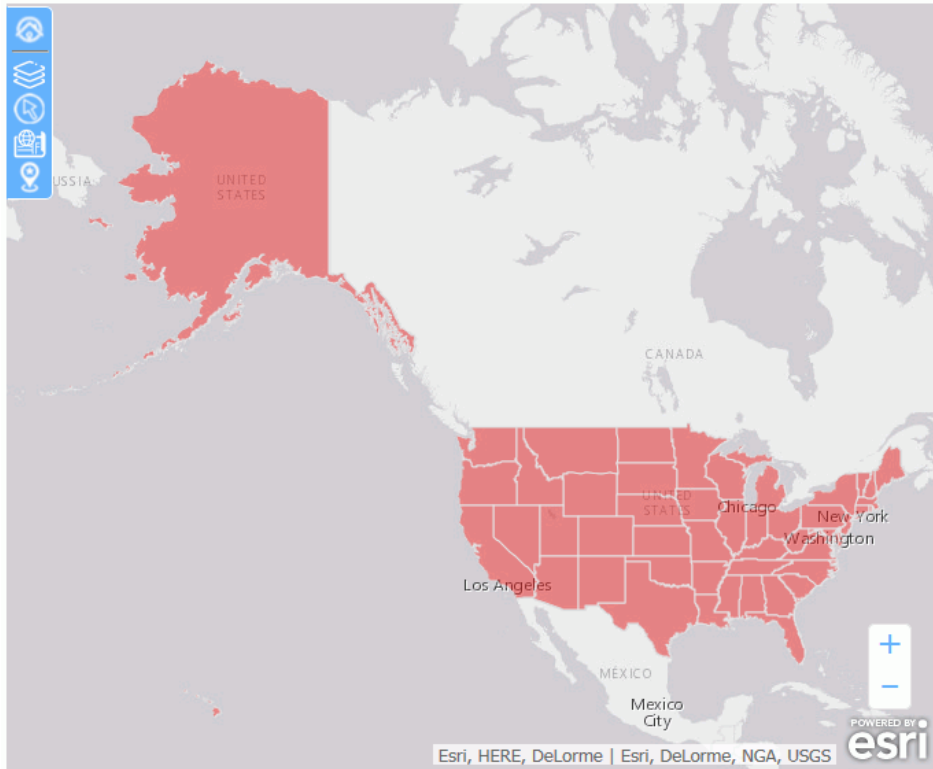 USSIA
UNITED
STATES
CANADA
UNITED
STATES
Chicago
New York
Washington
Los Angeles
MÉXICO
Mexico
City
+
−
POWERED BY
esri
Esri, HERE, DeLorme | Esri, DeLorme, NGA, USGS